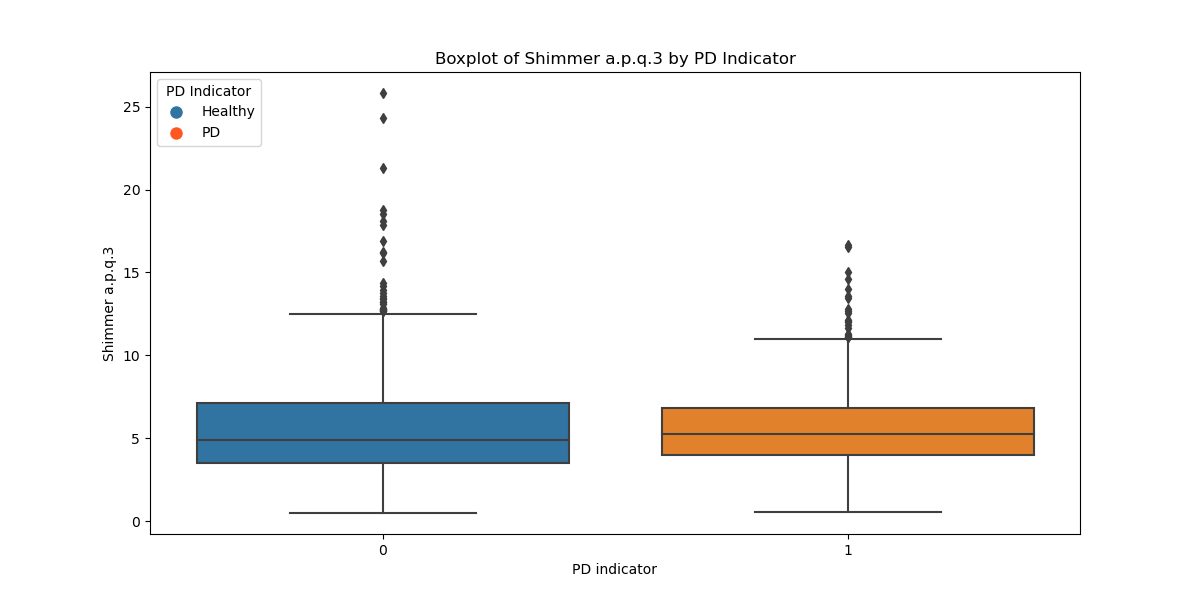 Boxplot of Shimmer a.p.q.3 by PD Indicator
PD Indicator
Healthy
PD
25
20
15
10
5
0
Shimmer a.p.q.3
0
1
PD indicator